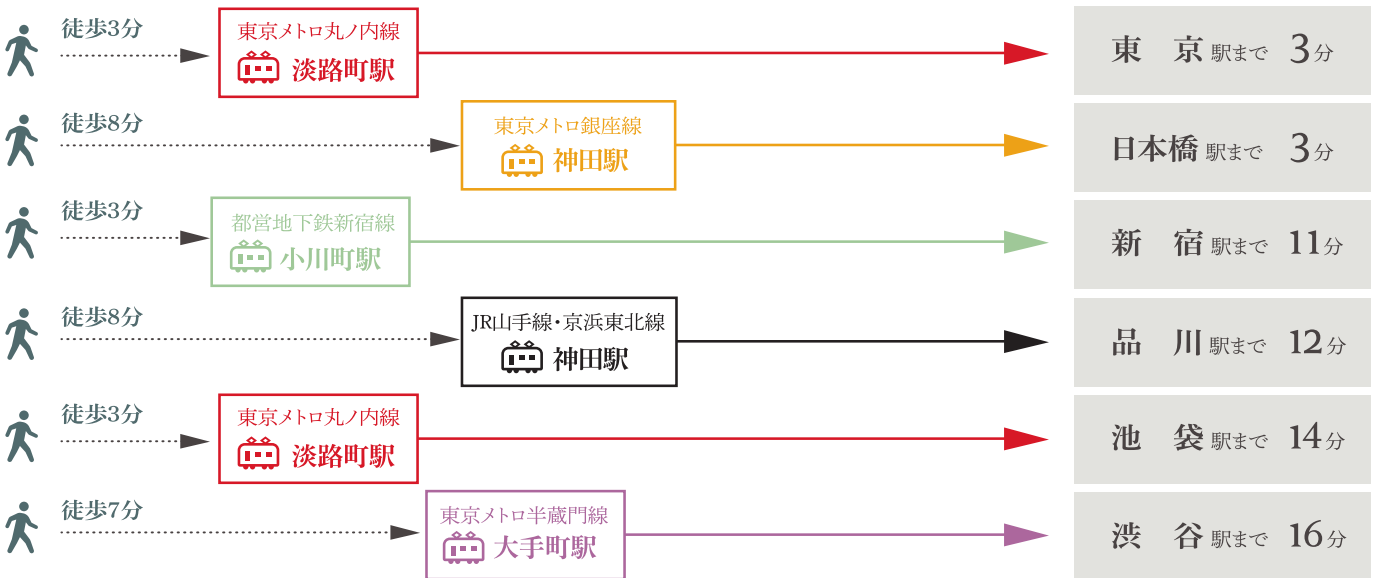 徒歩3分
東京メトロ丸ノ内線
淡路町駅
東 京 駅まで 3分
徒歩8分
東京メトロ銀座線
神田駅
日本橋 駅まで 3分
徒歩3分
都営地下鉄新宿線
小川町駅
新 宿 駅まで 11分
徒歩8分
JR山手線・京浜東北線
神田駅
品 川 駅まで 12分
徒歩3分
東京メトロ丸ノ内線
淡路町駅
池 袋 駅まで 14分
徒歩7分
東京メトロ半蔵門線
大手町駅
渋 谷 駅まで 16分